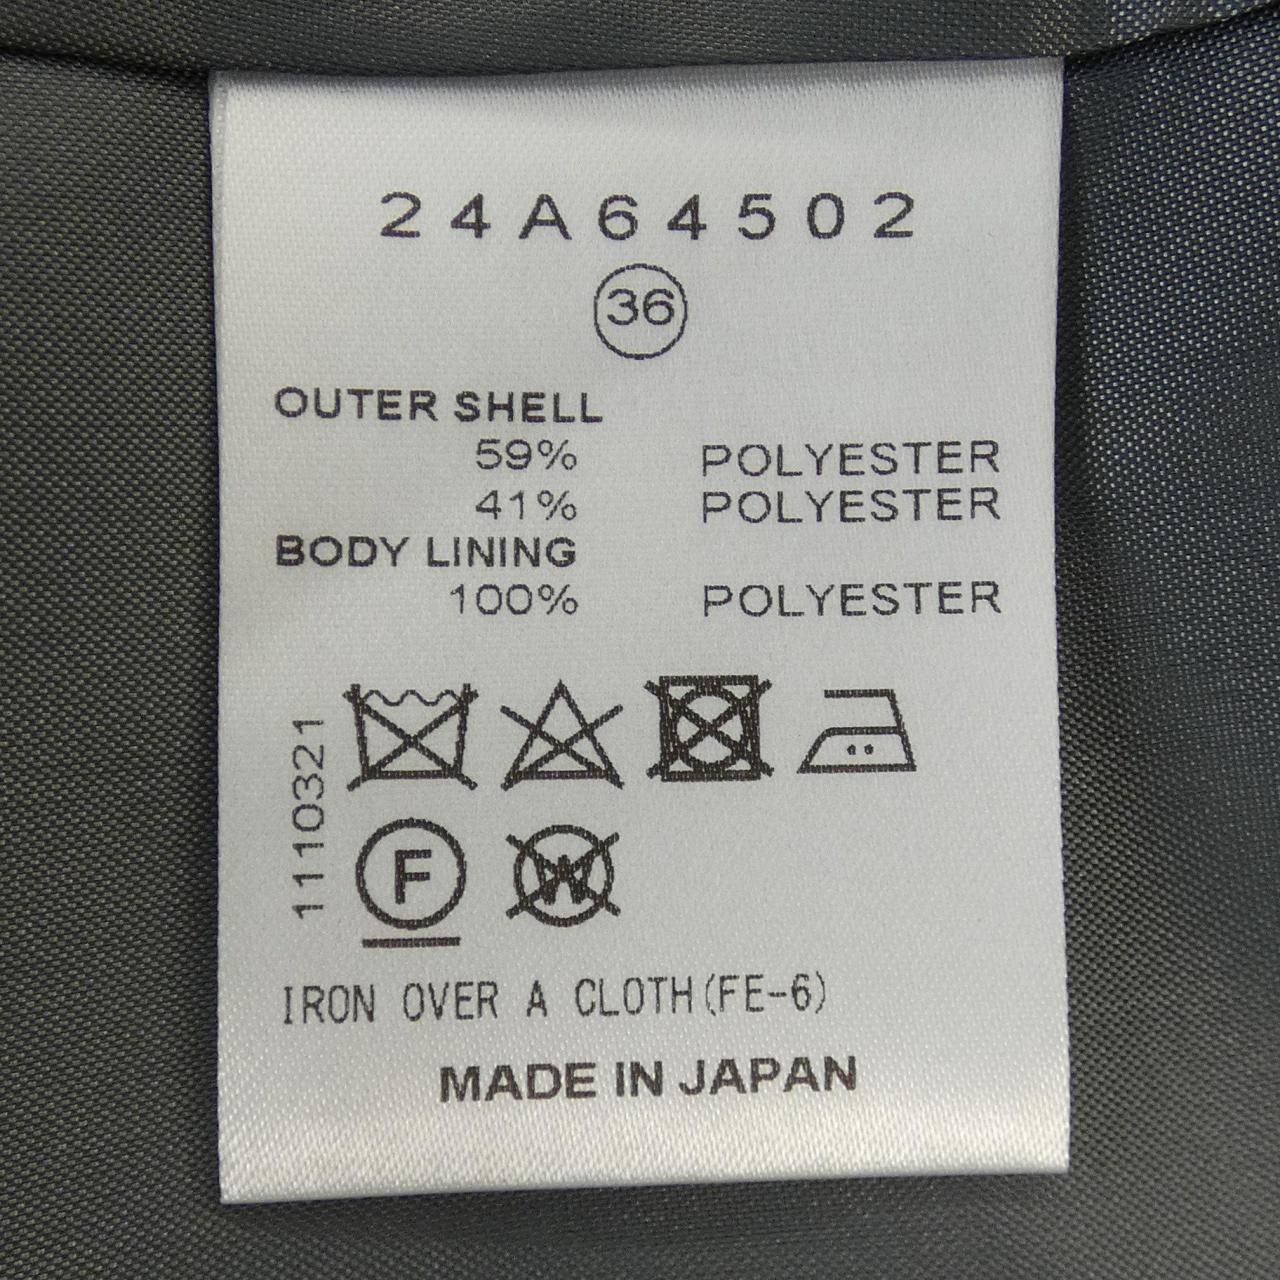 24A64502
36
OUTER SHELL
59% POLYESTER
41% POLYESTER
BODY LINING
100% POLYESTER
1110321
F
W
IRON OVER A CLOTH(FE-6)
MADE IN JAPAN